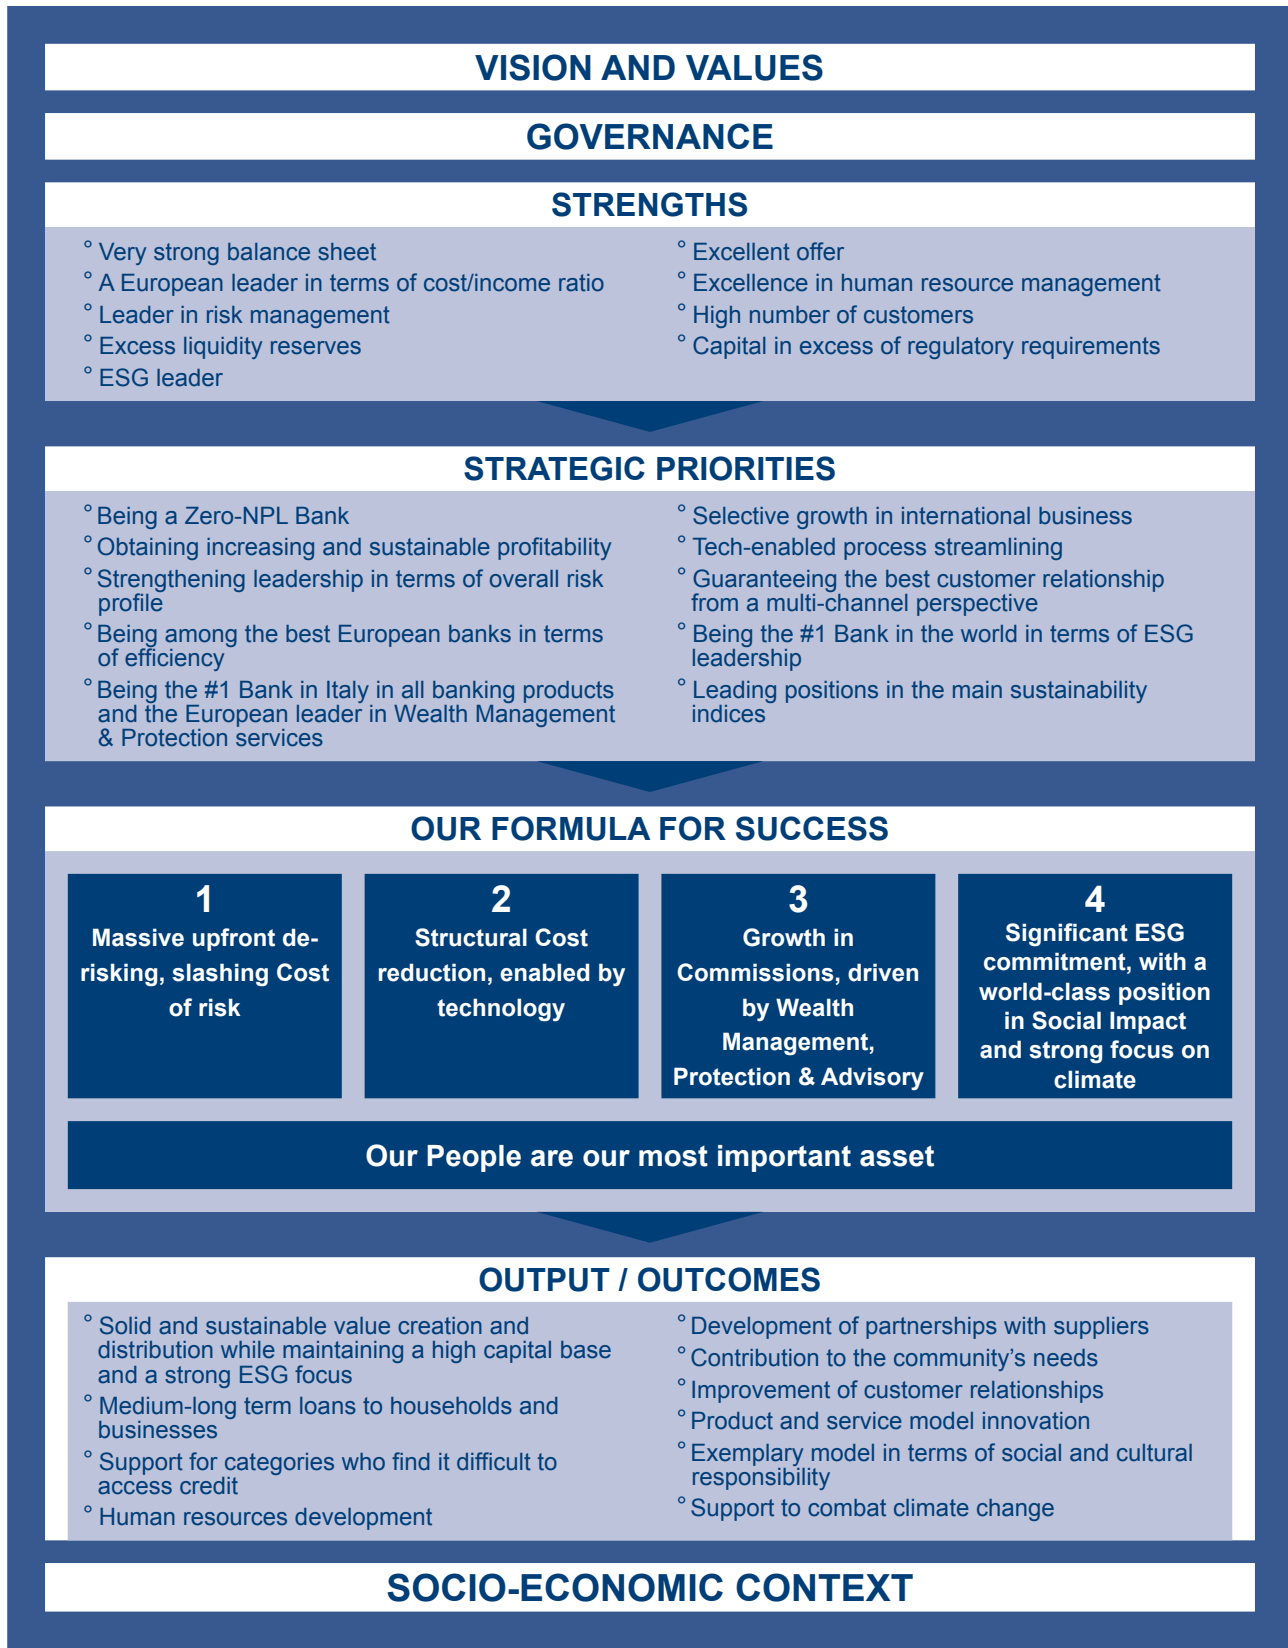 VISION AND VALUES
GOVERNANCE
STRENGTHS
° Very strong balance sheet
° A European leader in terms of cost/income ratio
° Leader in risk management
° Excess liquidity reserves
° ESG leader
° Excellent offer
° Excellence in human resource management
° High number of customers
° Capital in excess of regulatory requirements
STRATEGIC PRIORITIES
° Being a Zero-NPL Bank
° Obtaining increasing and sustainable profitability
° Strengthening leadership in terms of overall risk
profile
° Being among the best European banks in terms
of efficiency
° Being the #1 Bank in Italy in all banking products
and the European leader in Wealth Management
& Protection services
° Selective growth in international business
° Tech-enabled process streamlining
° Guaranteeing the best customer relationship
from a multi-channel perspective
° Being the #1 Bank in the world in terms of ESG
leadership
° Leading positions in the main sustainability
indices
OUR FORMULA FOR SUCCESS
1
Massive upfront de-
risking, slashing Cost
of risk
2
Structural Cost
reduction, enabled by
technology
3
Growth in
Commissions, driven
by Wealth
Management,
Protection & Advisory
4
Significant ESG
commitment, with a
world-class position
in Social Impact
and strong focus on
climate
Our People are our most important asset
OUTPUT / OUTCOMES
° Solid and sustainable value creation and
distribution while maintaining a high capital base
and a strong ESG focus
° Medium-long term loans to households and
businesses
° Support for categories who find it difficult to
access credit
° Human resources development
° Development of partnerships with suppliers
° Contribution to the community's needs
° Improvement of customer relationships
° Product and service model innovation
° Exemplary model in terms of social and cultural
responsibility
° Support to combat climate change
SOCIO-ECONOMIC CONTEXT